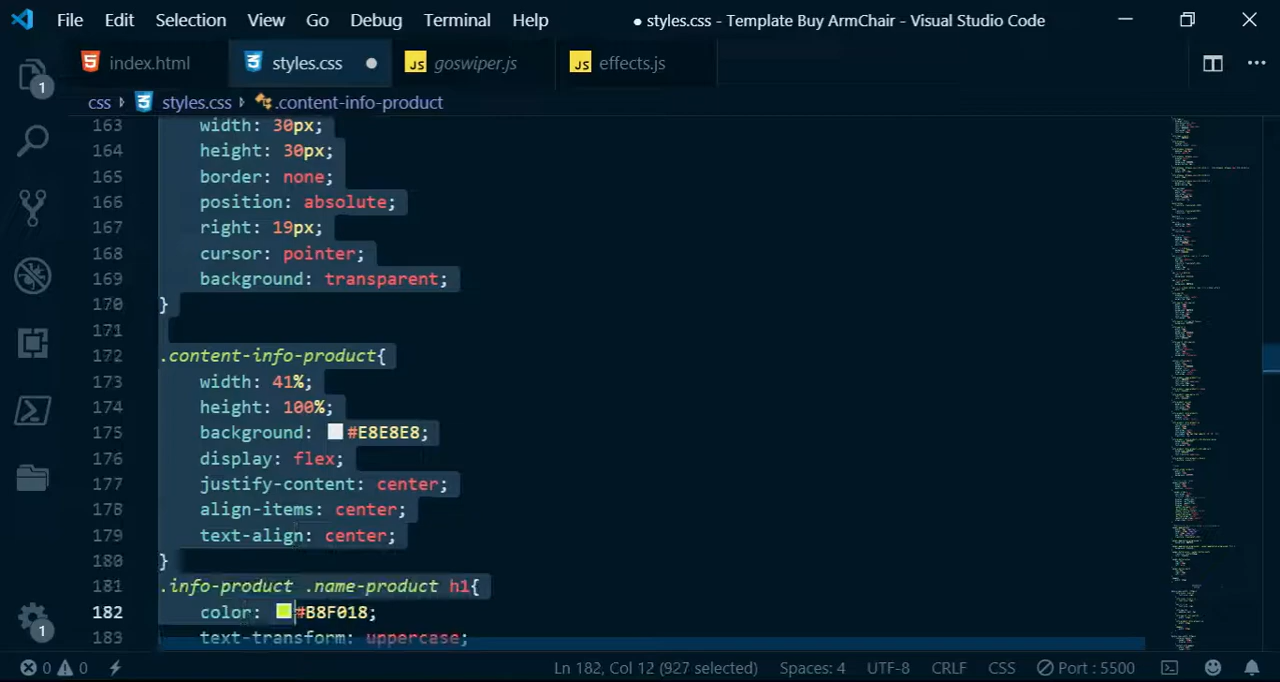 File Edit Selection View Go Debug Terminal Help ● styles.css - Template Buy ArmChair - Visual Studio Code
index.html styles.css ● JS goswiper.js JS effects.js
css styles.css .content-info-product
163 width: 30px;
164 height: 30px;
165 border: none;
166 position: absolute;
167 right: 19px;
168 cursor: pointer;
169 background: transparent;
170 }
171
172 .content-info-product{
173 width: 41%;
174 height: 100%;
175 background: #E8E8E8;
176 display: flex;
177 justify-content: center;
178 align-items: center;
179 text-align: center;
180 }
181 .info-product .name-product h1{
182 color: #B8F018;
183 text-transform: uppercase;
1
1
0 0 Ln 182, Col 12 (927 selected) Spaces: 4 UTF-8 CRLF CSS Port : 5500